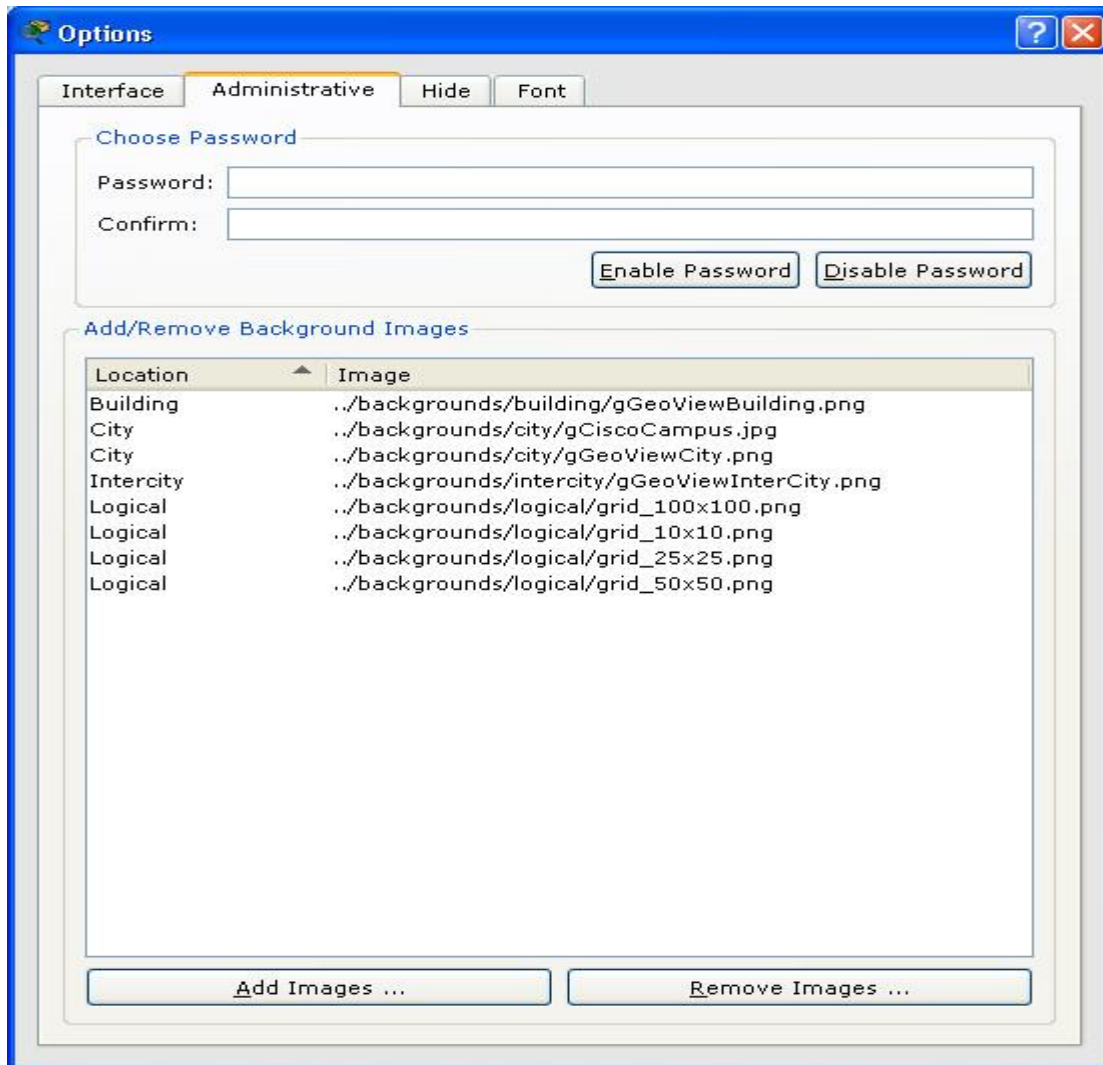 Options
Interface Administrative Hide Font
Choose Password
Password:
Confirm:
Enable Password Disable Password
Add/Remove Background Images
Location Image
Building ../backgrounds/building/gGeoViewBuilding.png
City ../backgrounds/city/gCiscoCampus.jpg
City ../backgrounds/city/gGeoViewCity.png
Intercity ../backgrounds/intercity/gGeoViewInterCity.png
Logical ../backgrounds/logical/grid_100x100.png
Logical ../backgrounds/logical/grid_10x10.png
Logical ../backgrounds/logical/grid_25x25.png
Logical ../backgrounds/logical/grid_50x50.png
Add Images ... Remove Images ...